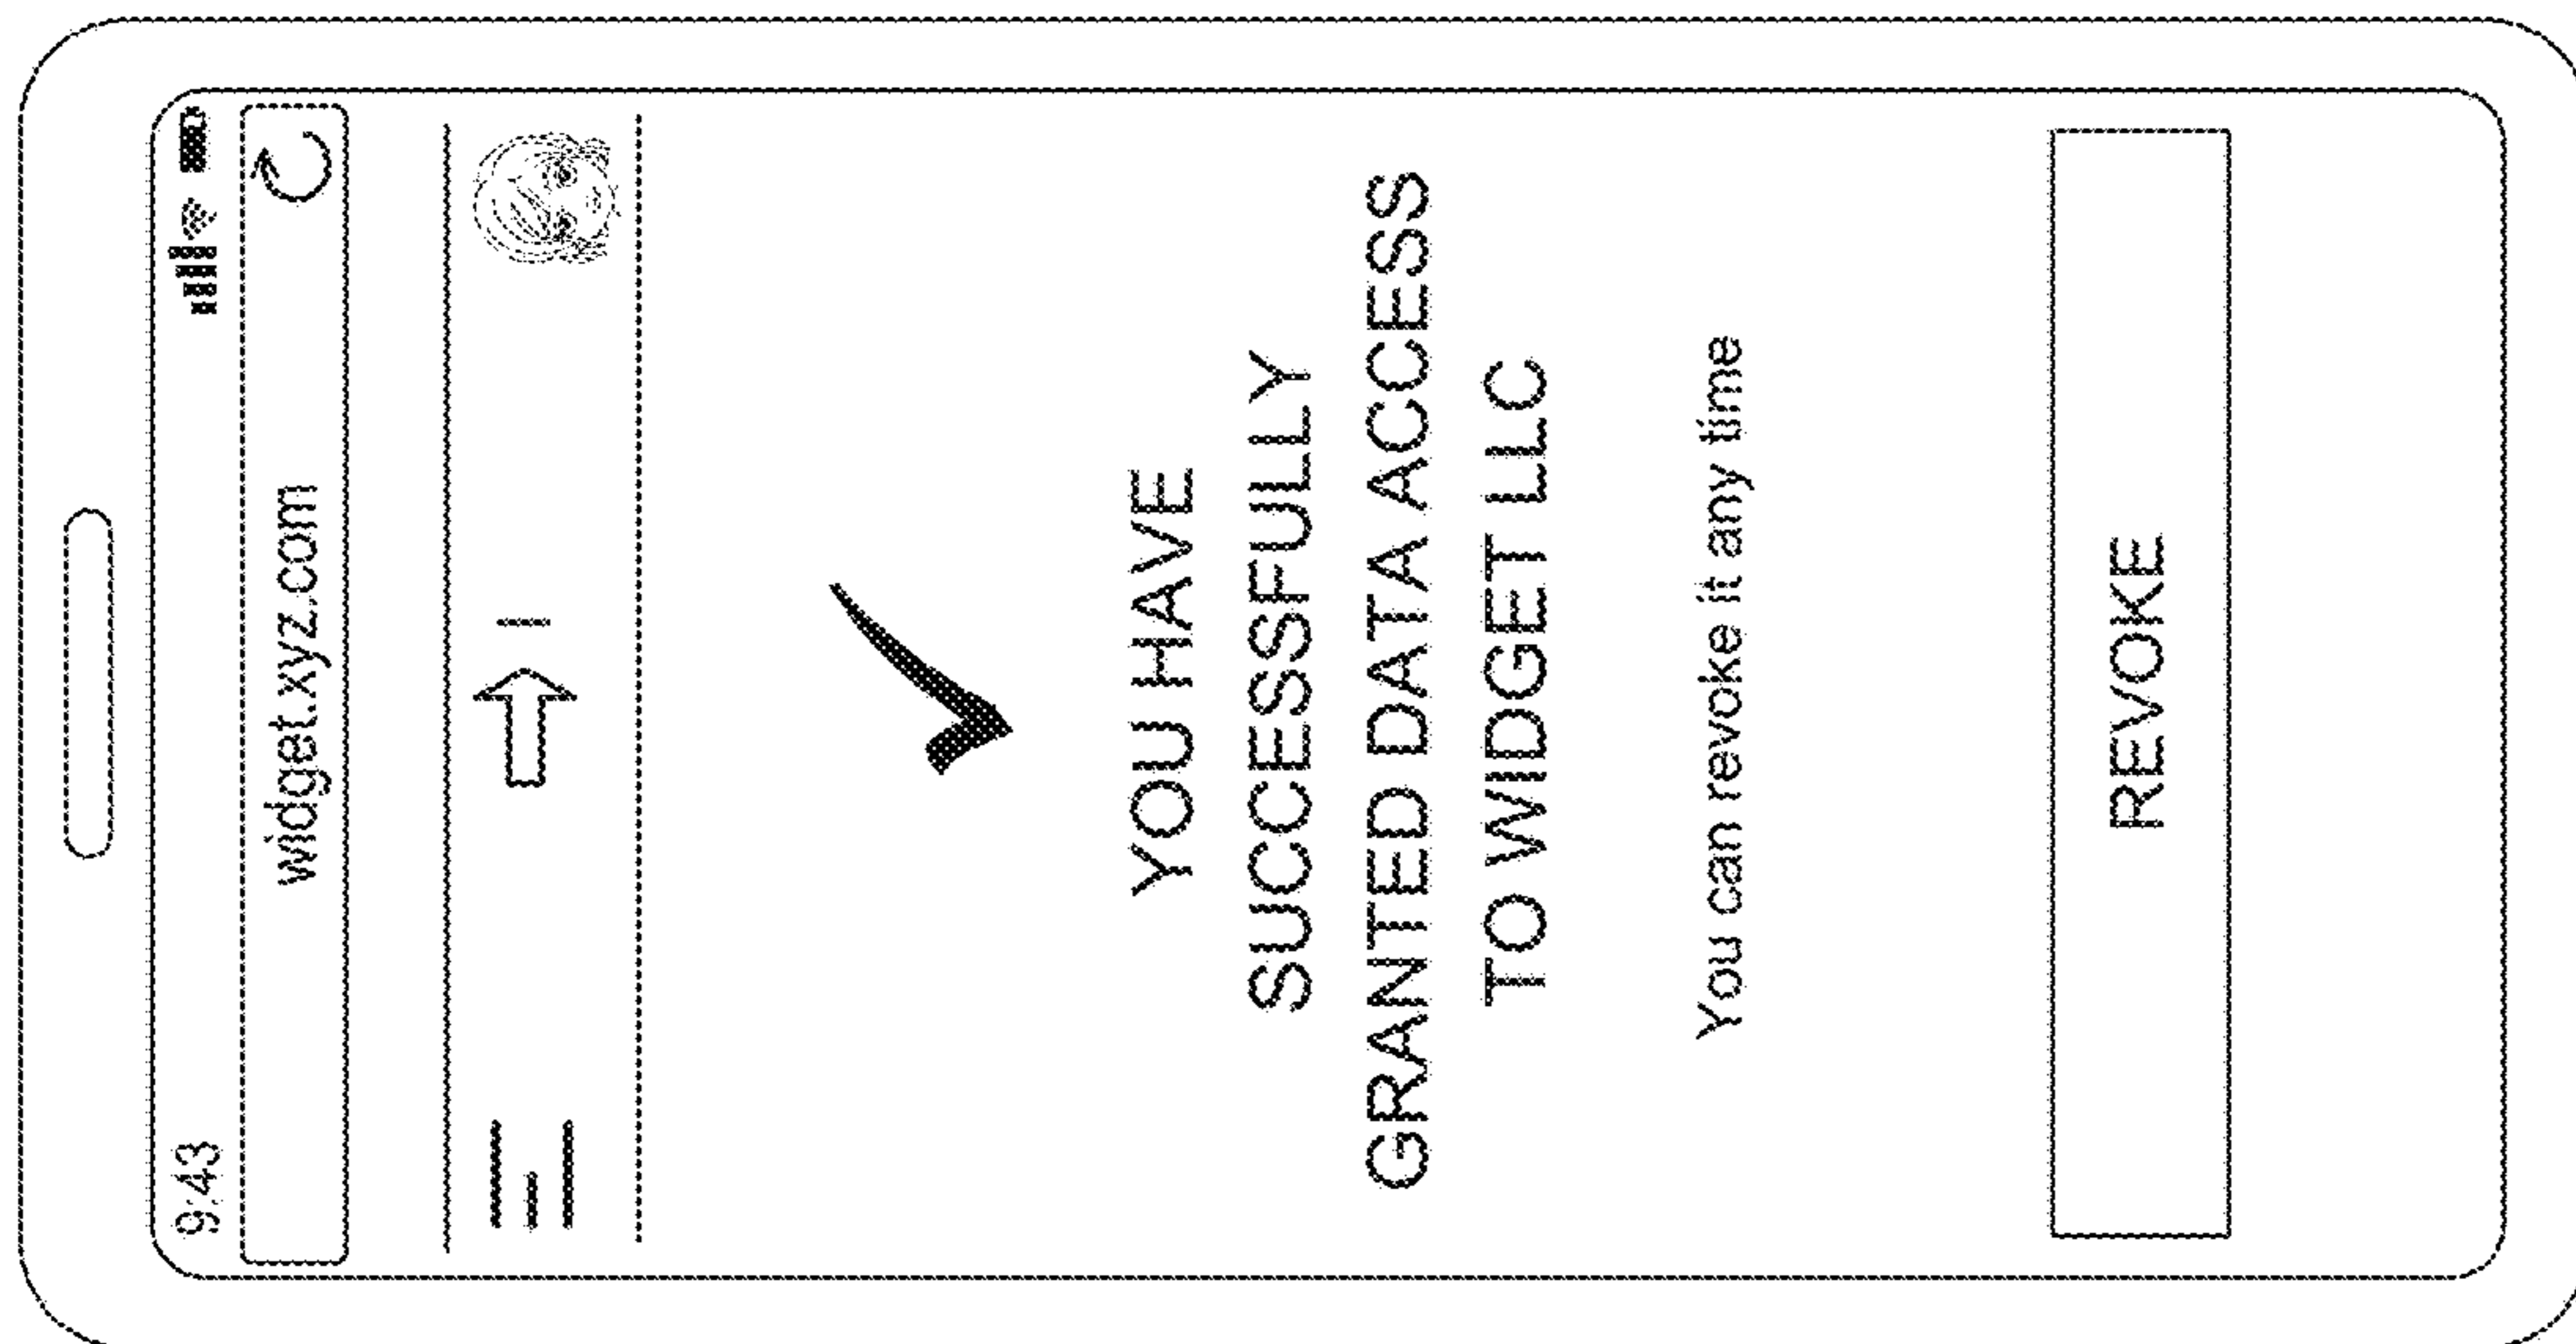 9:43
widget.xyz.com
YOU HAVE
SUCCESSFULLY
GRANTED DATA ACCESS
TO WIDGET LLC
You can revoke it any time
REVOKE